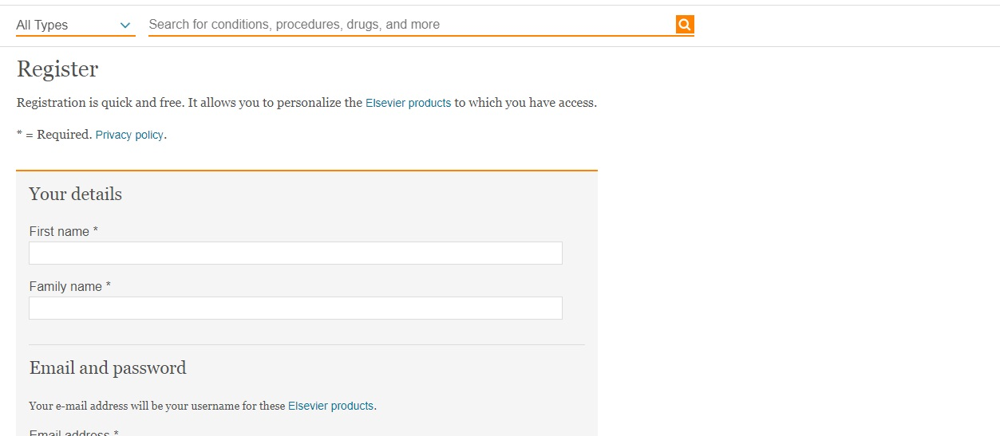 All Types
Search for conditions, procedures, drugs, and more
Register
Registration is quick and free. It allows you to personalize the Elsevier products to which you have access.
* = Required. Privacy policy.
Your details
First name *
Family name *
Email and password
Your e-mail address will be your username for these Elsevier products.
Email address *